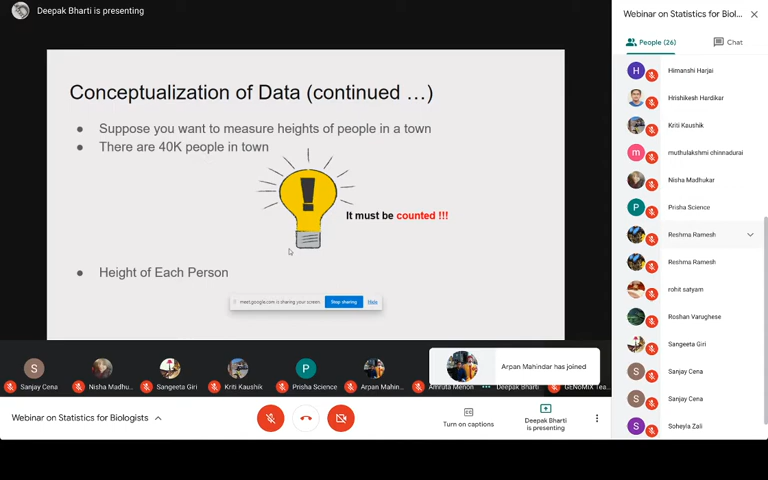 Deepak Bharti is presenting
Conceptualization of Data (continued …)
● Suppose you want to measure heights of people in a town
● There are 40K people in town
It must be counted !!!
● Height of Each Person
meet.google.com is sharing your screen.
Stop sharing
Hide
S
Sanjay Cena
Nisha Madhu...
Sangeeta Giri
Kriti Kaushik
P
Prisha Science
Arpan Mahin...
Amruta Menon
Deepak Bharti
GENoMIX Tea...
Arpan Mahindar has joined
Webinar on Statistics for Biologists
Turn on captions
Deepak Bharti
is presenting
Webinar on Statistics for Biol...
People (26)
Chat
H
Himanshi Harjai
Hrishikesh Hardikar
Kriti Kaushik
m
muthulakshmi chinnadurai
Nisha Madhukar
P
Prisha Science
Reshma Ramesh
Reshma Ramesh
rohit satyam
Roshan Varughese
Sangeeta Giri
S
Sanjay Cena
S
Sanjay Cena
S
Soheyla Zali